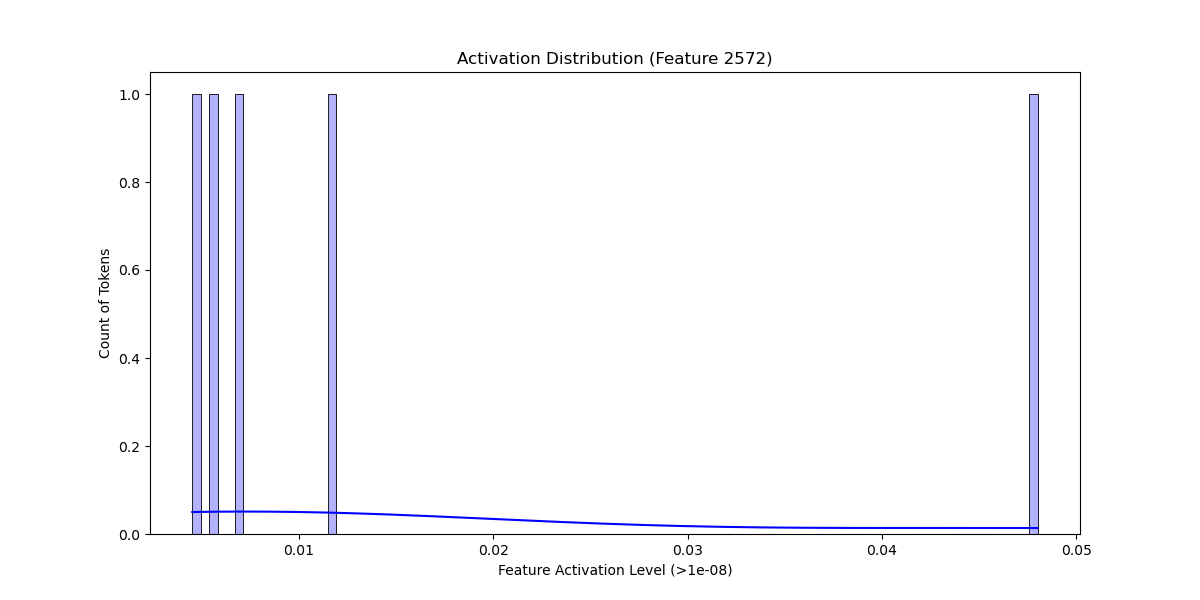 Activation Distribution (Feature 2572)
Count of Tokens
1.0
0.8
0.6
0.4
0.2
0.0
0.01 0.02 0.03 0.04 0.05
Feature Activation Level (>1e-08)